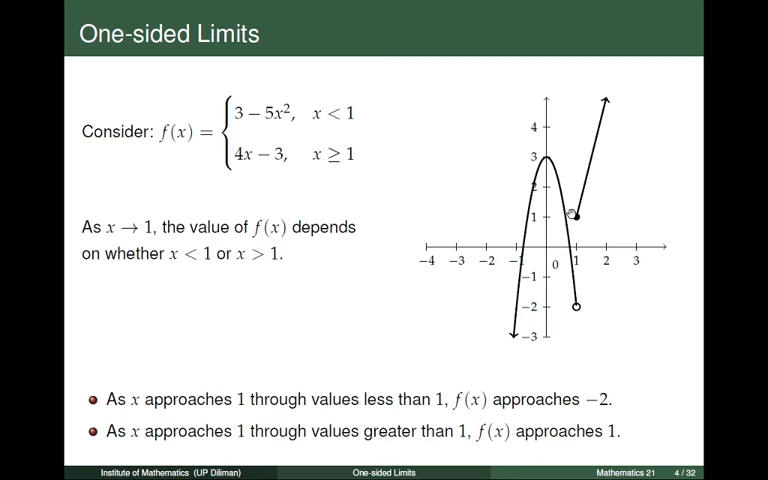 One-sided Limits
3 − 5x², x < 1
Consider: f(x) =
4x − 3, x ≥ 1
As x → 1, the value of f(x) depends
on whether x < 1 or x > 1.
4
3
2
1
−4 −3 −2 −1 0 1 2 3
−1
−2
−3
As x approaches 1 through values less than 1, f(x) approaches −2.
As x approaches 1 through values greater than 1, f(x) approaches 1.
Institute of Mathematics (UP Diliman) One-sided Limits Mathematics 21 4 / 32